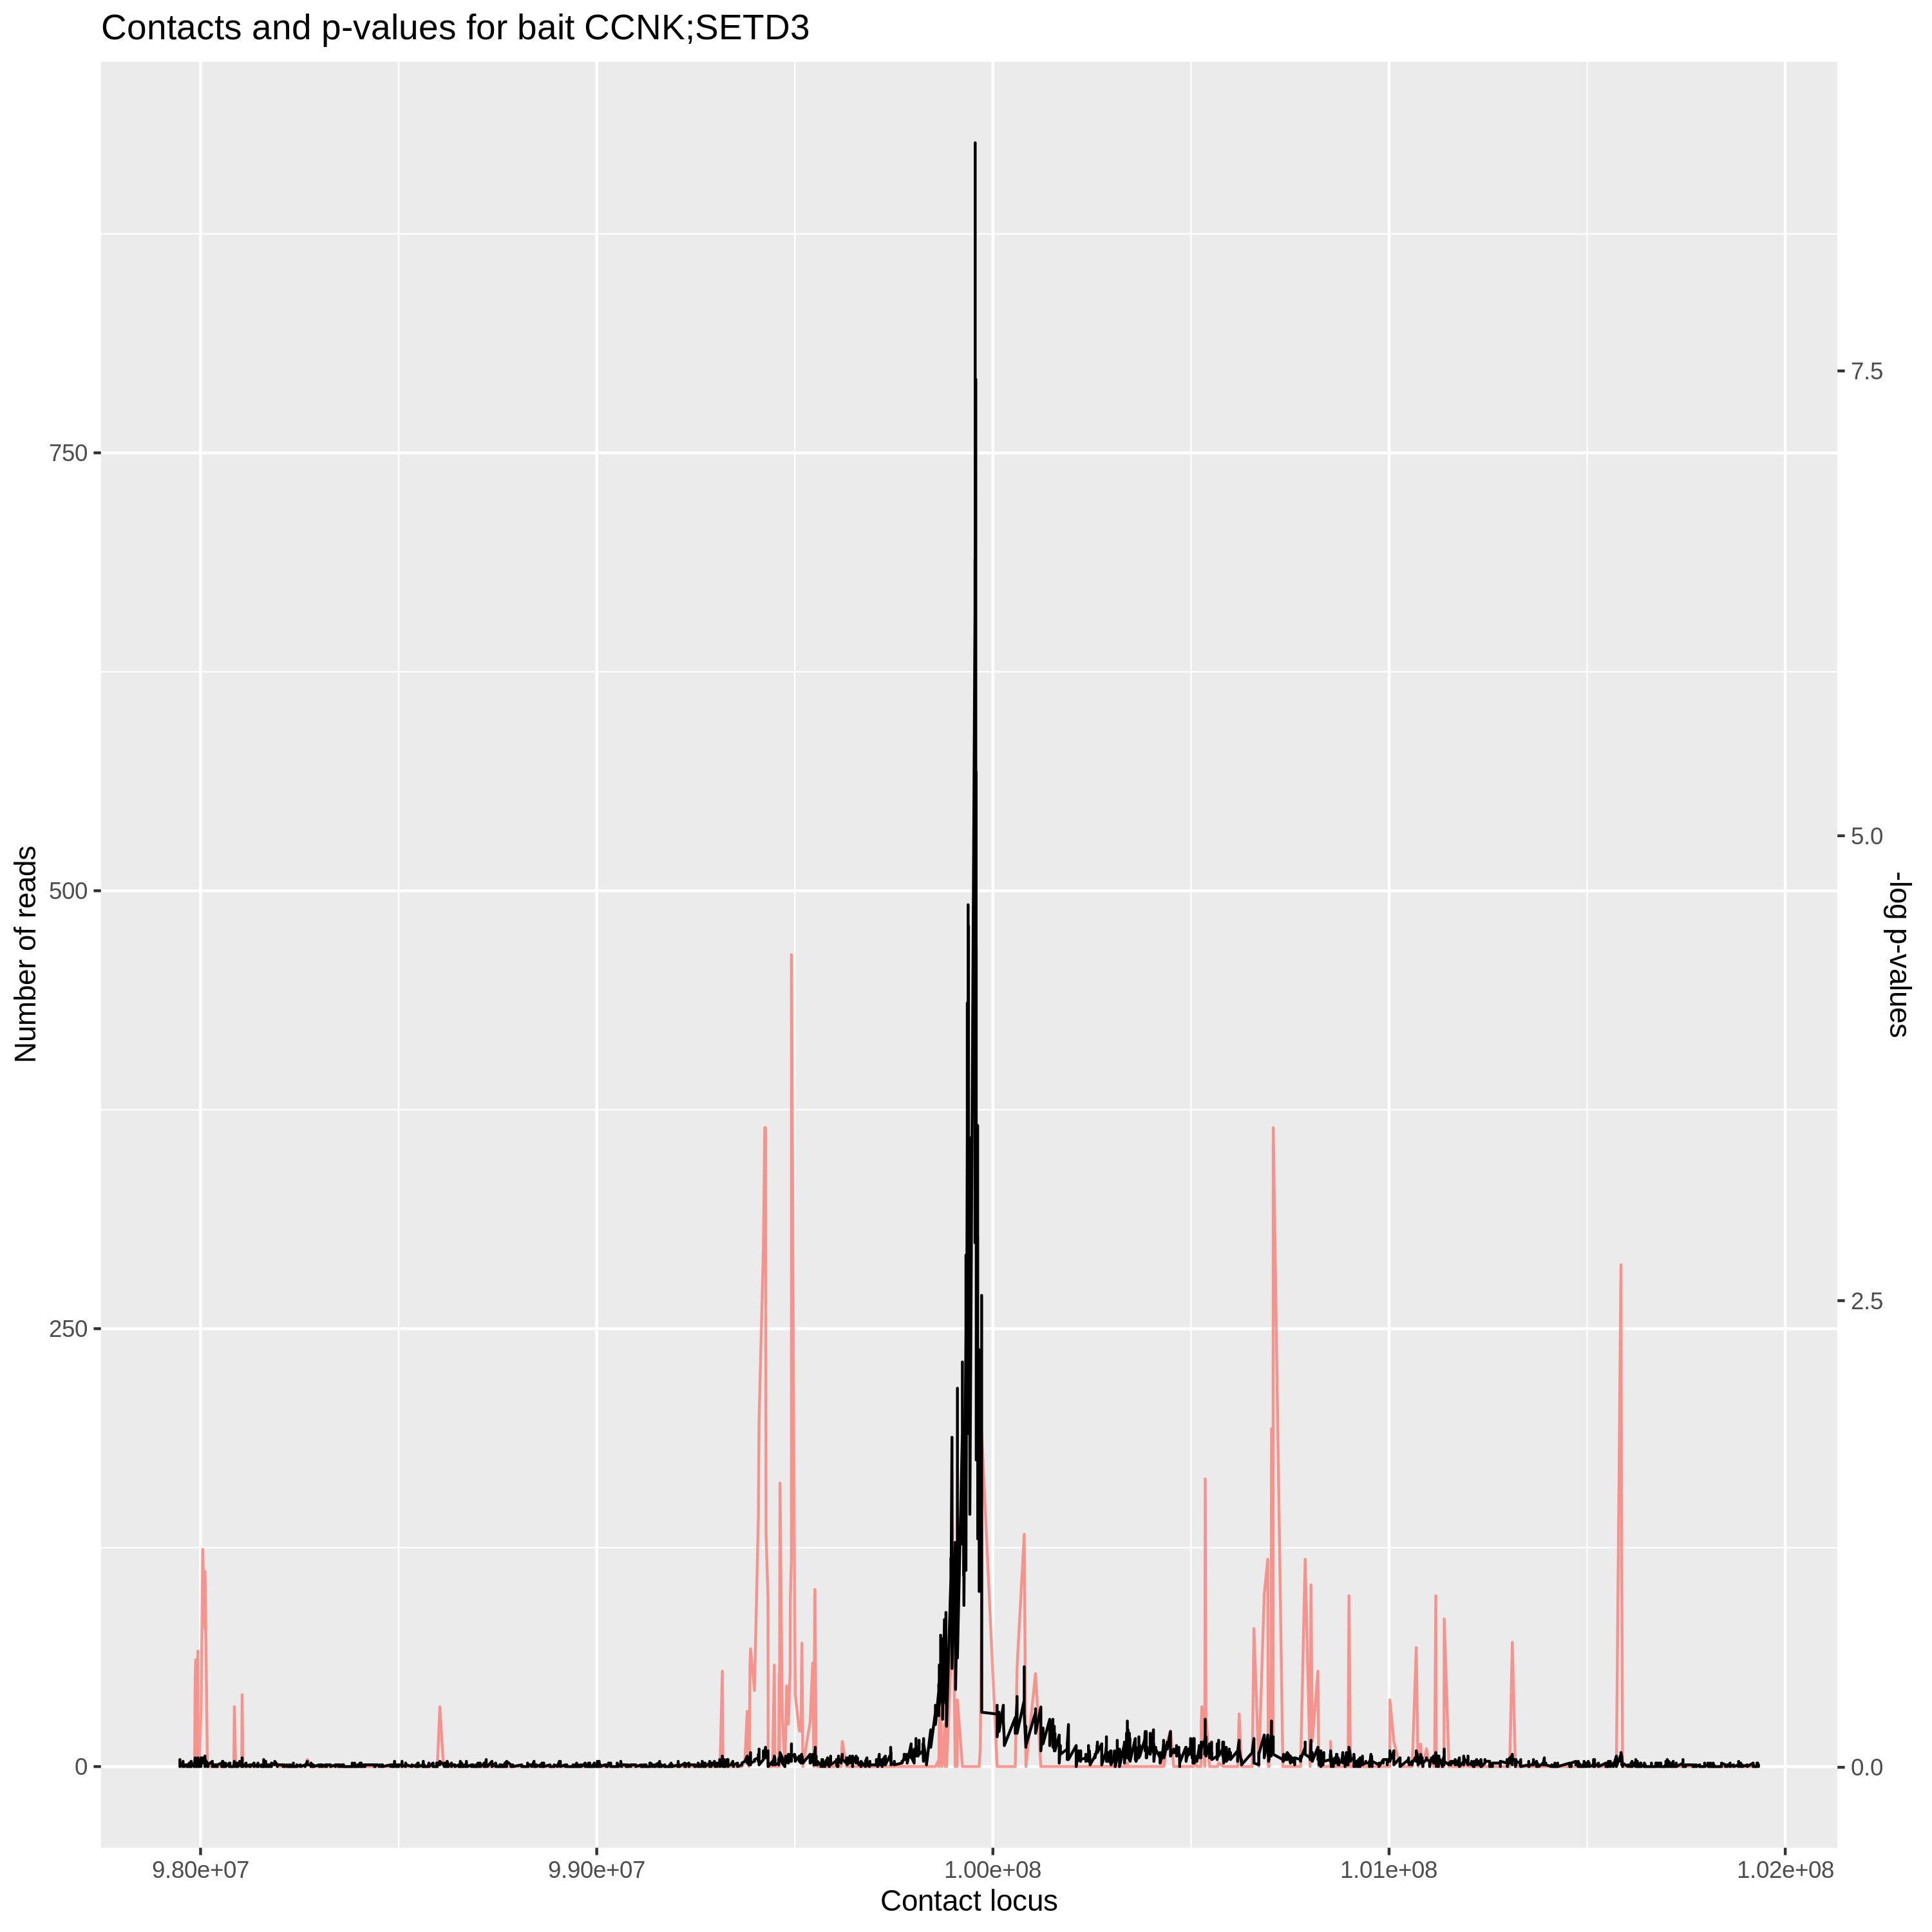 Contacts and p-values for bait CCNK;SETD3
Number of reads
750
500
250
0
7.5
5.0
2.5
0.0
-log p-values
9.80e+07
9.90e+07
1.00e+08
1.01e+08
1.02e+08
Contact locus